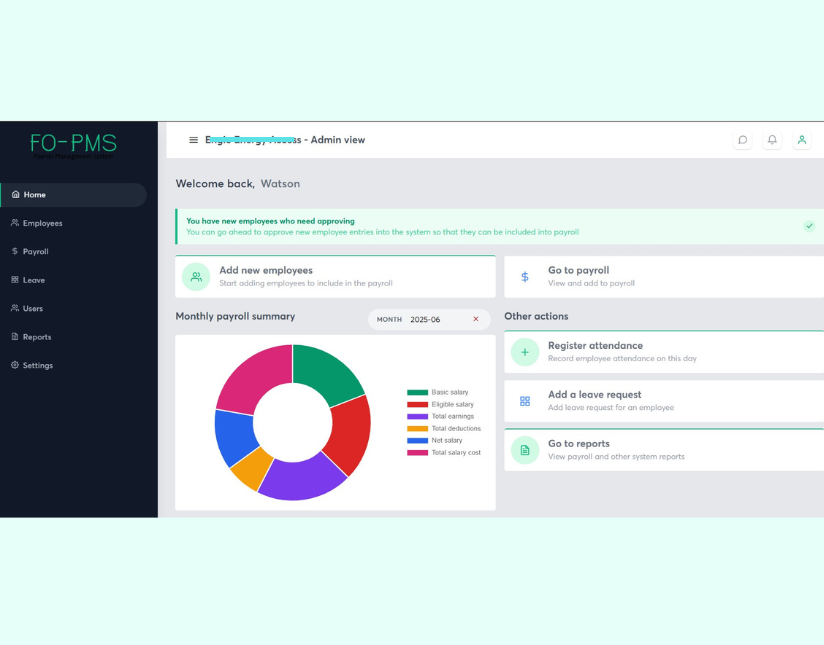 FO-PMS
Payroll Management System
Home
Employees
Payroll
Leave
Users
Reports
Settings
- Admin view
Welcome back, Watson
You have new employees who need approving
You can go ahead to approve new employee entries into the system so that they can be included into payroll
Add new employees
Start adding employees to include in the payroll
Go to payroll
View and add to payroll
Monthly payroll summary
MONTH 2025-06
Basic salary
Eligible salary
Total earnings
Total deductions
Net salary
Total salary cost
Other actions
Register attendance
Record employee attendance on this day
Add a leave request
Add leave request for an employee
Go to reports
View payroll and other system reports